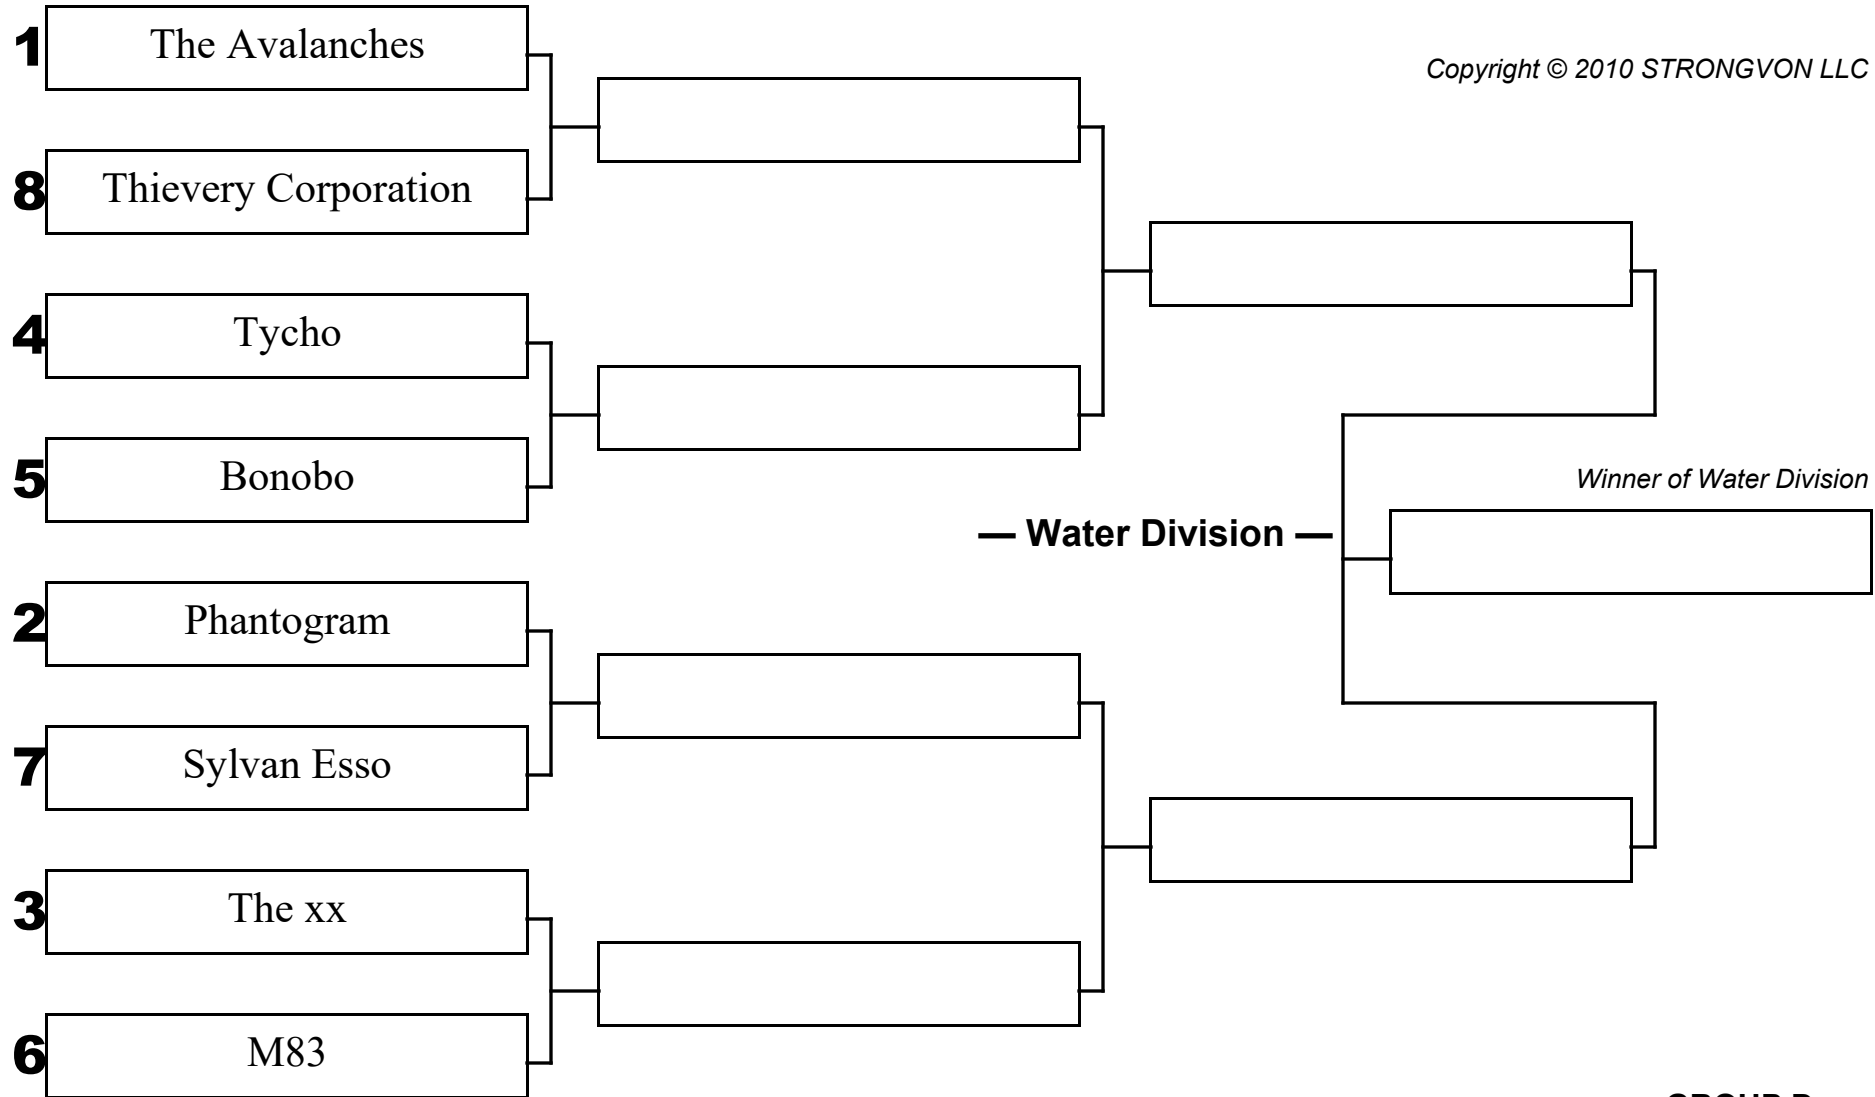 1 The Avalanches
Copyright © 2010 STRONGVON LLC
8 Thievery Corporation
4 Tycho
5 Bonobo
Winner of Water Division
— Water Division —
2 Phantogram
7 Sylvan Esso
3 The xx
6 M83